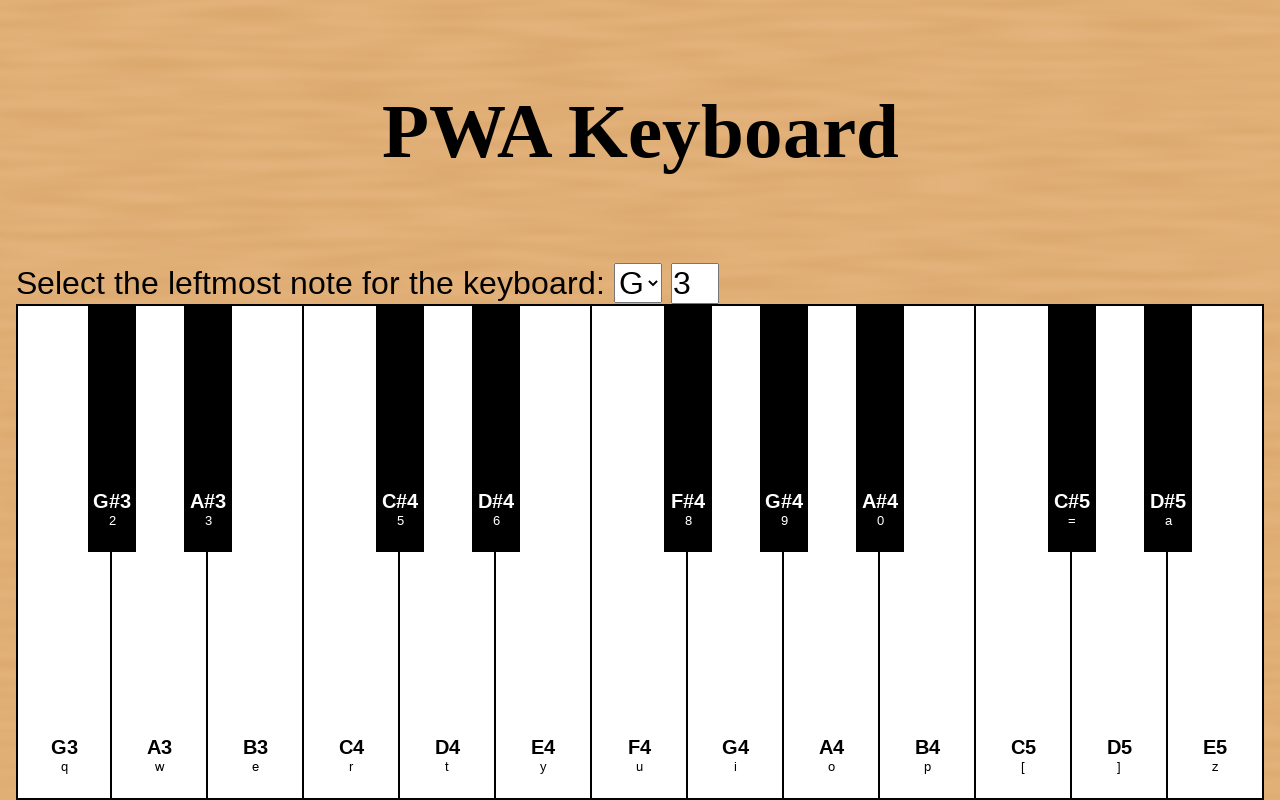 PWA Keyboard
Select the leftmost note for the keyboard: G 3
G#3 A#3 C#4 D#4 F#4 G#4 A#4 C#5 D#5
2 3 5 6 8 9 0 = a
G3 A3 B3 C4 D4 E4 F4 G4 A4 B4 C5 D5 E5
q w e r t y u i o p [ ] z